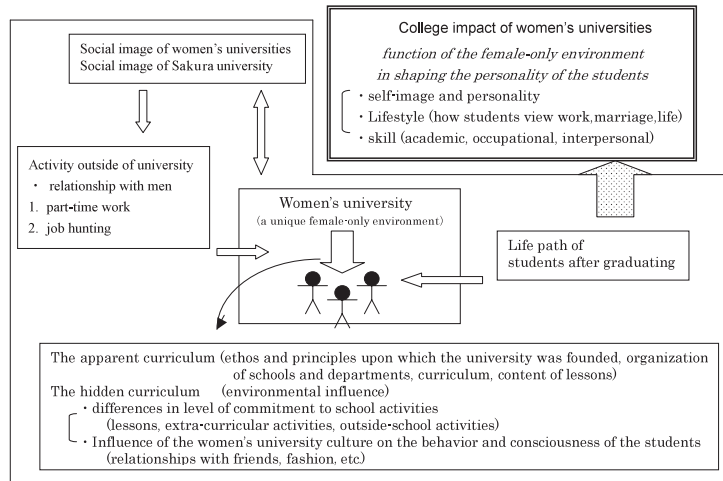 College impact of women's universities
function of the female-only environment
in shaping the personality of the students
・self-image and personality
・Lifestyle (how students view work,marriage,life)
・skill (academic, occupational, interpersonal)
Social image of women's universities
Social image of Sakura university
Activity outside of university
・ relationship with men
1. part-time work
2. job hunting
Women's university
(a unique female-only environment)
Life path of
students after graduating
The apparent curriculum (ethos and principles upon which the university was founded, organization
of schools and departments, curriculum, content of lessons)
The hidden curriculum (environmental influence)
・differences in level of commitment to school activities
(lessons, extra-curricular activities, outside-school activities)
・Influence of the women's university culture on the behavior and consciousness of the students
(relationships with friends, fashion, etc.)